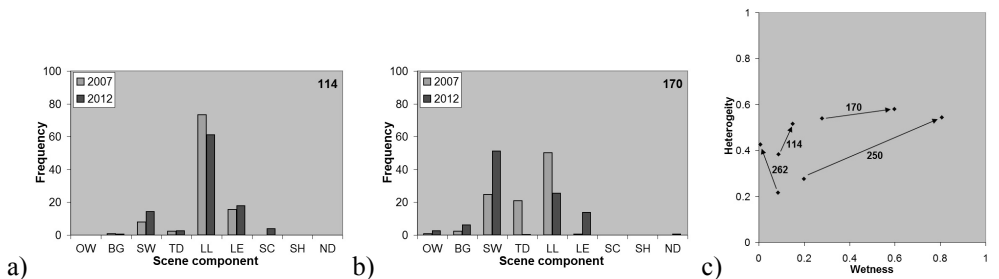 a)
100
80
60
40
20
0
Frequency
2007
2012
114
OW BG SW TD LL LE SC SH ND
Scene component
b)
100
80
60
40
20
0
Frequency
2007
2012
170
OW BG SW TD LL LE SC SH ND
Scene component
c)
1
0.8
0.6
0.4
0.2
0
Heterogeity
170
114
250
262
0 0.2 0.4 0.6 0.8 1
Wetness